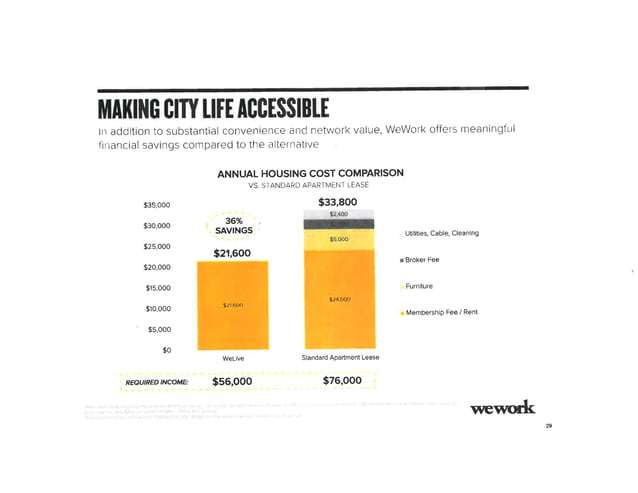 MAKING CITY LIFE ACCESSIBLE
In addition to substantial convenience and network value, WeWork offers meaningful
financial savings compared to the alternative
ANNUAL HOUSING COST COMPARISON
VS. STANDARD APARTMENT LEASE
$35,000
$30,000
$25,000
$20,000
$15,000
$10,000
$5,000
$0
36%
SAVINGS
$21,600
$21,600
WeLive
$33,800
$2,400
$5,000
$24,500
Standard Apartment Lease
Utilities, Cable, Cleaning
Broker Fee
Furniture
Membership Fee / Rent
REQUIRED INCOME: $56,000 $76,000
wework
29